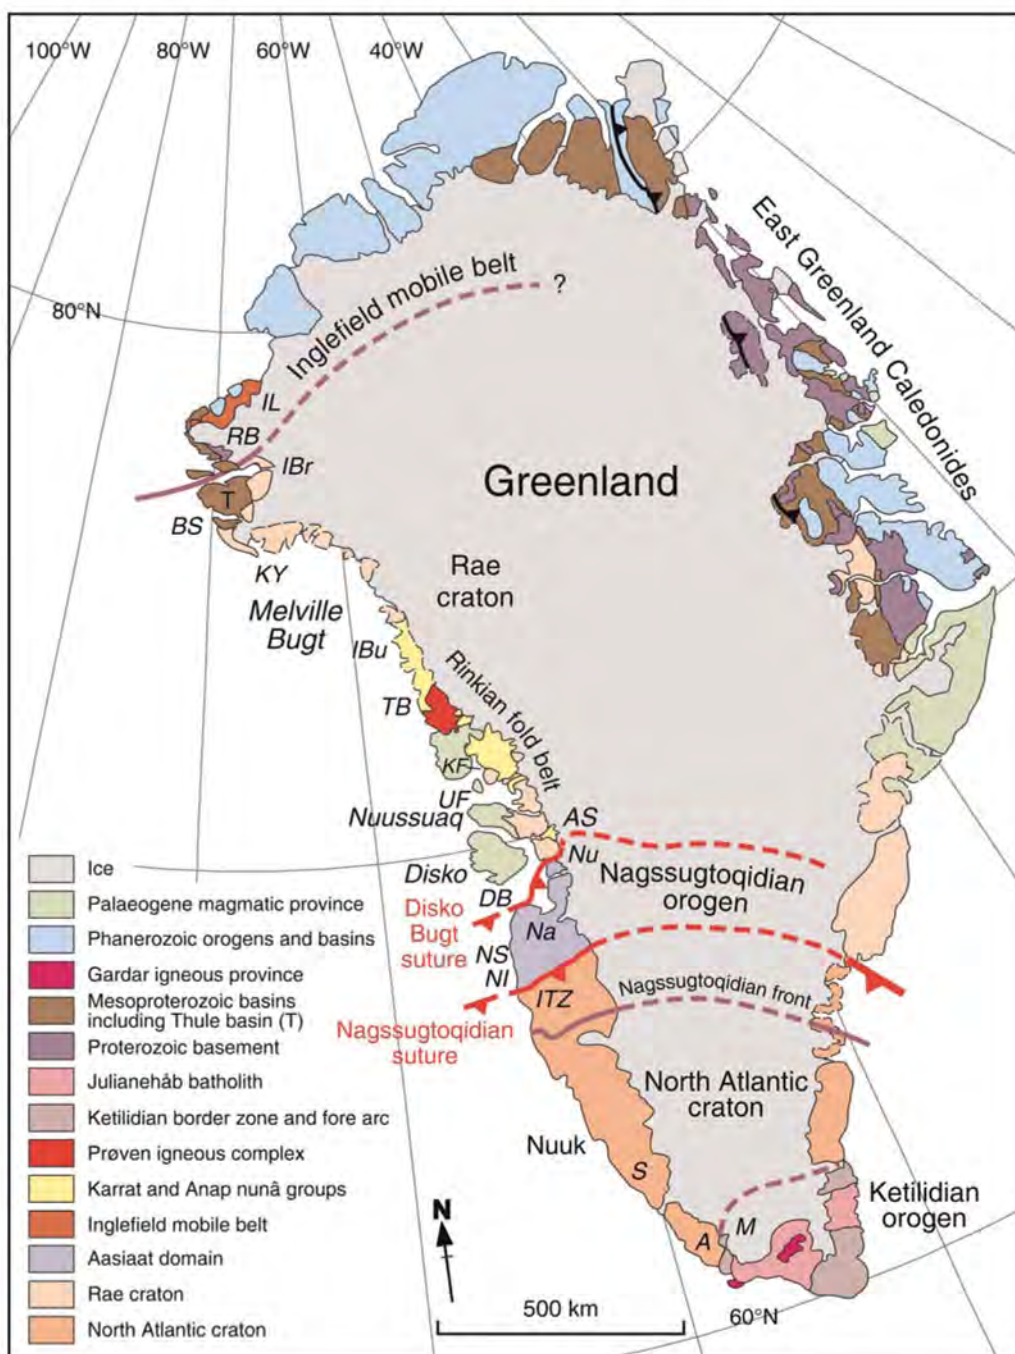 100°W
80°W
60°W
40°W
80°N
Inglefield mobile belt
?
East Greenland Caledonides
IL
RB
IBr
T
BS
KY
Greenland
Melville
Bugt
Rae
craton
IBu
TB
Rinkian fold belt
KF
UF
Nuussuaq
AS
Disko
Nu
Nagssugtoqidian
orogen
DB
Disko
Bugt
suture
Na
NS
NI
ITZ
Nagssugtoqidian front
Nagssugtoqidian
suture
North Atlantic
craton
Nuuk
S
A
M
Ketilidian
orogen
N
500 km
60°N
Ice
Palaeogene magmatic province
Phanerozoic orogens and basins
Gardar igneous province
Mesoproterozoic basins
including Thule basin (T)
Proterozoic basement
Julianehåb batholith
Ketilidian border zone and fore arc
Prøven igneous complex
Karrat and Anap nunâ groups
Inglefield mobile belt
Aasiaat domain
Rae craton
North Atlantic craton